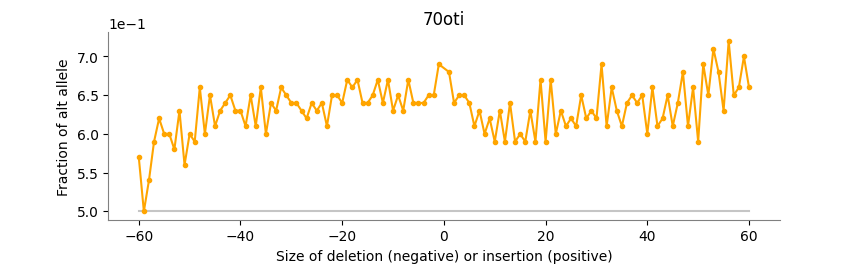 70oti
1e−1
7.0
6.5
6.0
5.5
5.0
Fraction of alt allele
−60 −40 −20 0 20 40 60
Size of deletion (negative) or insertion (positive)